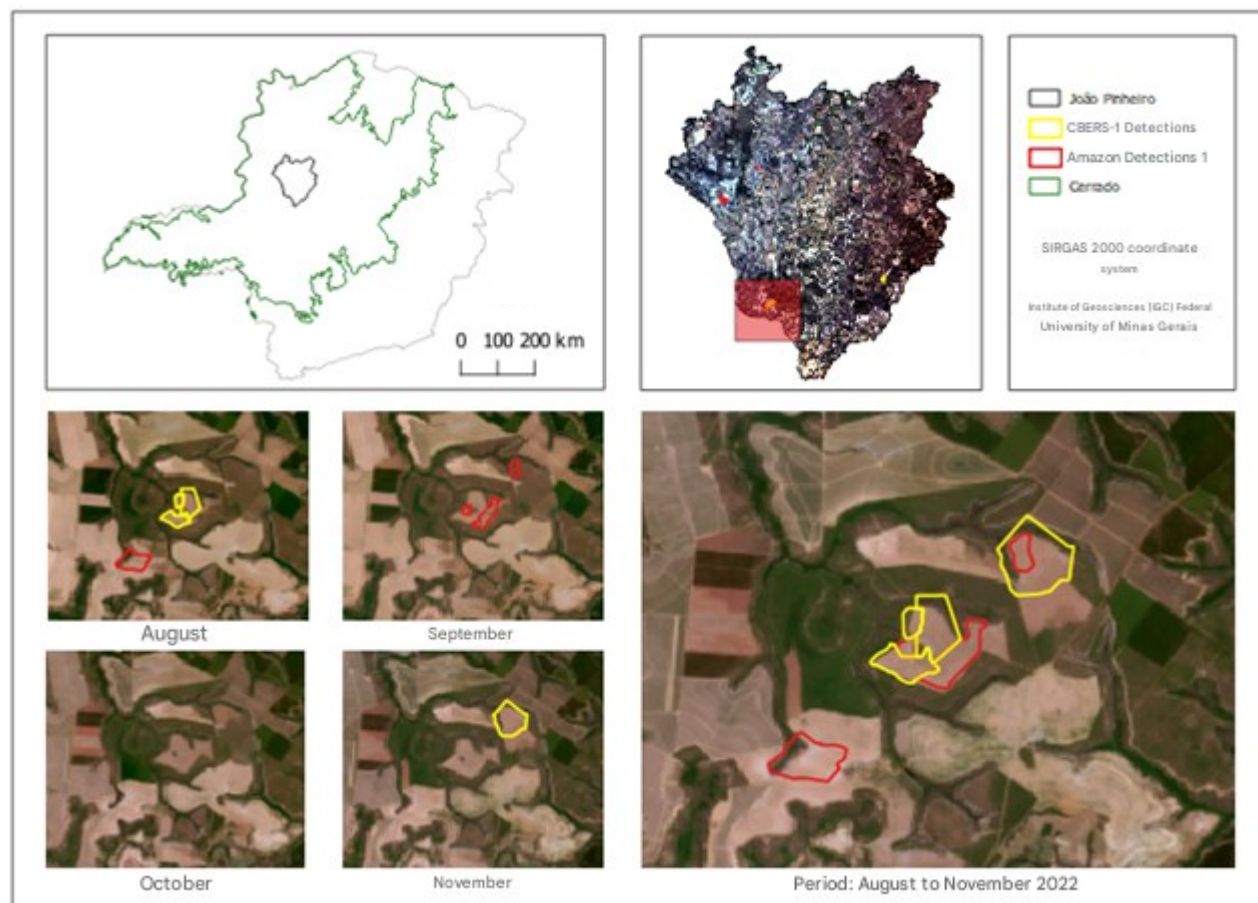 0 100 200 km
João Pinheiro
CBERS-1 Detections
Amazon Detections 1
Cerrado
SIRGAS 2000 coordinate
system
Institute of Geosciences (IGC) Federal
University of Minas Gerais
August
September
October
November
Period: August to November 2022